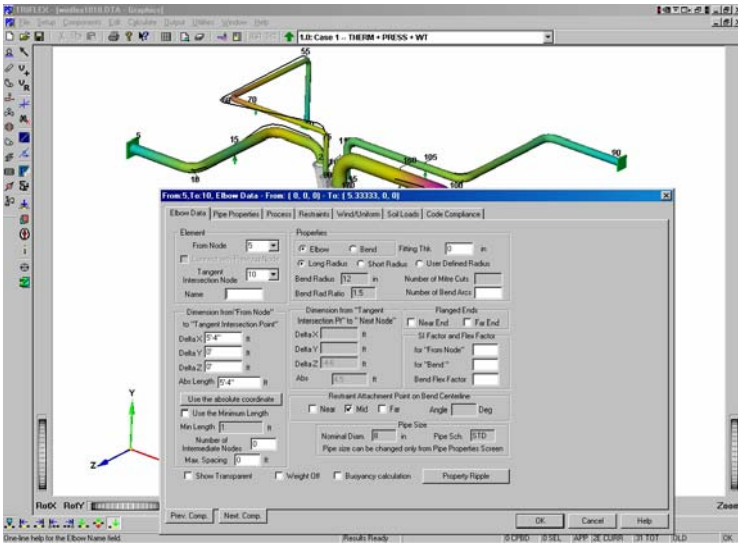 TRIFLEX - [winflex1010.DTA - Graphics]
File Setup Components Edit Calculate Output Utilities Window Help
1.0: Case 1 -- THERM + PRESS + WT
55
70
5
15
18
105
100
90
From:5,To:10, Elbow Data - From: ( 0, 0, 0) - To: ( 5.33333, 0, 0)
Elbow Data Pipe Properties Process Restraints Wind/Uniform Soil Loads Code Compliance
Element
From Node 5
Connect with Previous Node
Tangent Intersection Node 10
Name
Properties
Elbow Bend Fitting Thk. 0 in
Long Radius Short Radius User Defined Radius
Bend Radius 12 in Number of Mitre Cuts
Bend Rad Ratio 1.5 Number of Bend Arcs
Dimension from "From Node"
to "Tangent Intersection Point"
Delta X 5'-4" ft
Delta Y 0' ft
Delta Z 0' ft
Abs Length 5'-4" ft
Use the absolute coordinate
Use the Minimum Length
Min Length 1 ft
Number of
Intermediate Nodes 0
Max. Spacing 0 ft
Dimension from "Tangent
Intersection Pt" to "Next Node"
Delta X ft
Delta Y ft
Delta Z ft
Abs 4.5 ft
Flanged Ends
Near End Far End
SI Factor and Flex Factor
for "From Node"
for "Bend"
Bend Flex Factor
Restraint Attachment Point on Bend Centerline
Near Mid Far Angle Deg
Pipe Size
Nominal Diam. 8 in Pipe Sch. STD
Pipe size can be changed only from Pipe Properties Screen
Show Transparent Weight Off Buoyancy calculation Property Ripple
Prev. Comp. Next. Comp.
OK Cancel Help
Y
Z
RotX RotY
Zoom
One-line help for the Elbow Name field.
Results Ready
0 CPBD 0 SEL APP 2E CURR 31 TOT OLD OK